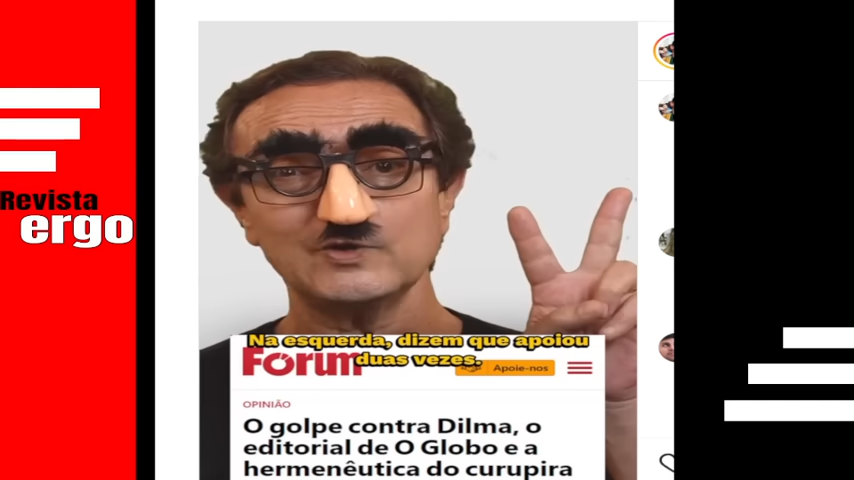 Revista
ergo
Na esquerda, dizem que apoiou
duas vezes.
Fórum
Apoie-nos
OPINIÃO
O golpe contra Dilma, o
editorial de O Globo e a
hermenêutica do curupira